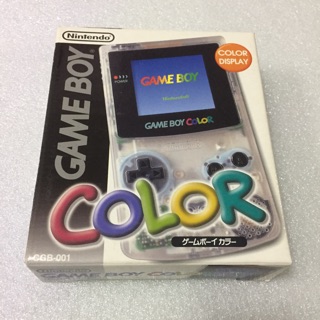 Nintendo
GAME BOY
COLOR
DISPLAY
POWER
GAME BOY
Nintendo
GAME BOY COLOR
COLOR
ゲームボーイ カラー
CGB-001